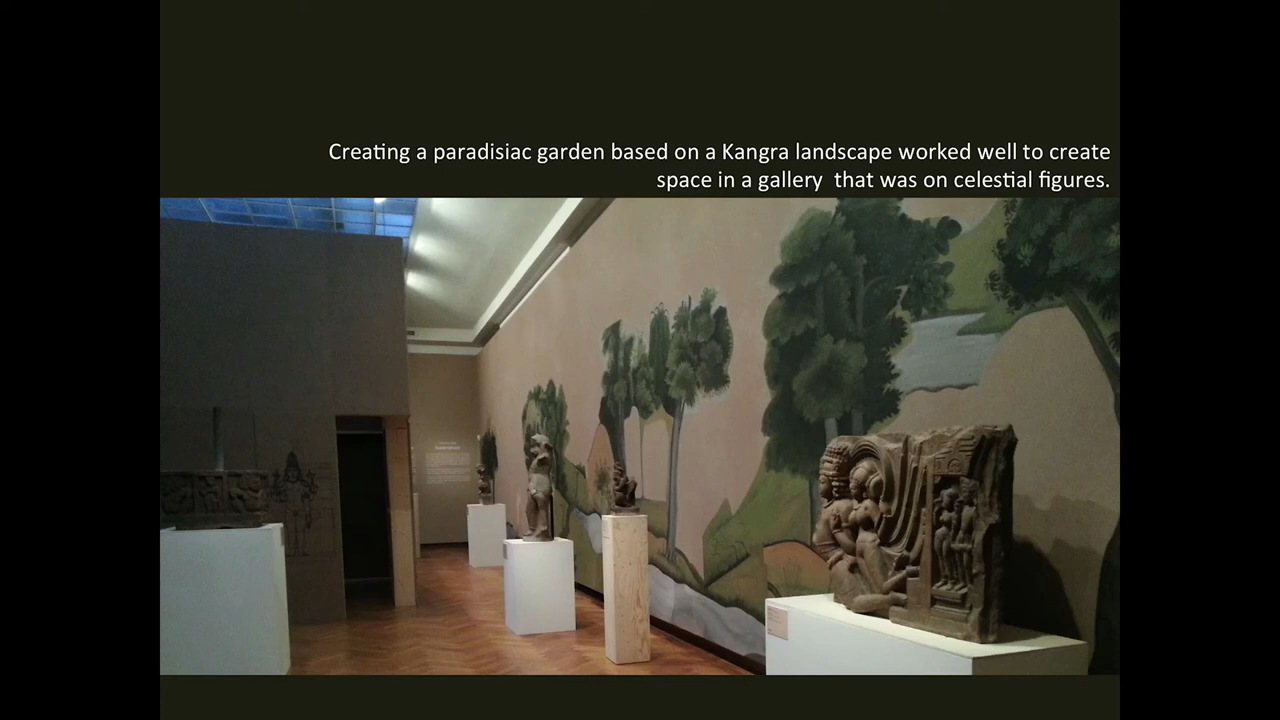 Creating a paradisiac garden based on a Kangra landscape worked well to create
space in a gallery  that was on celestial figures.